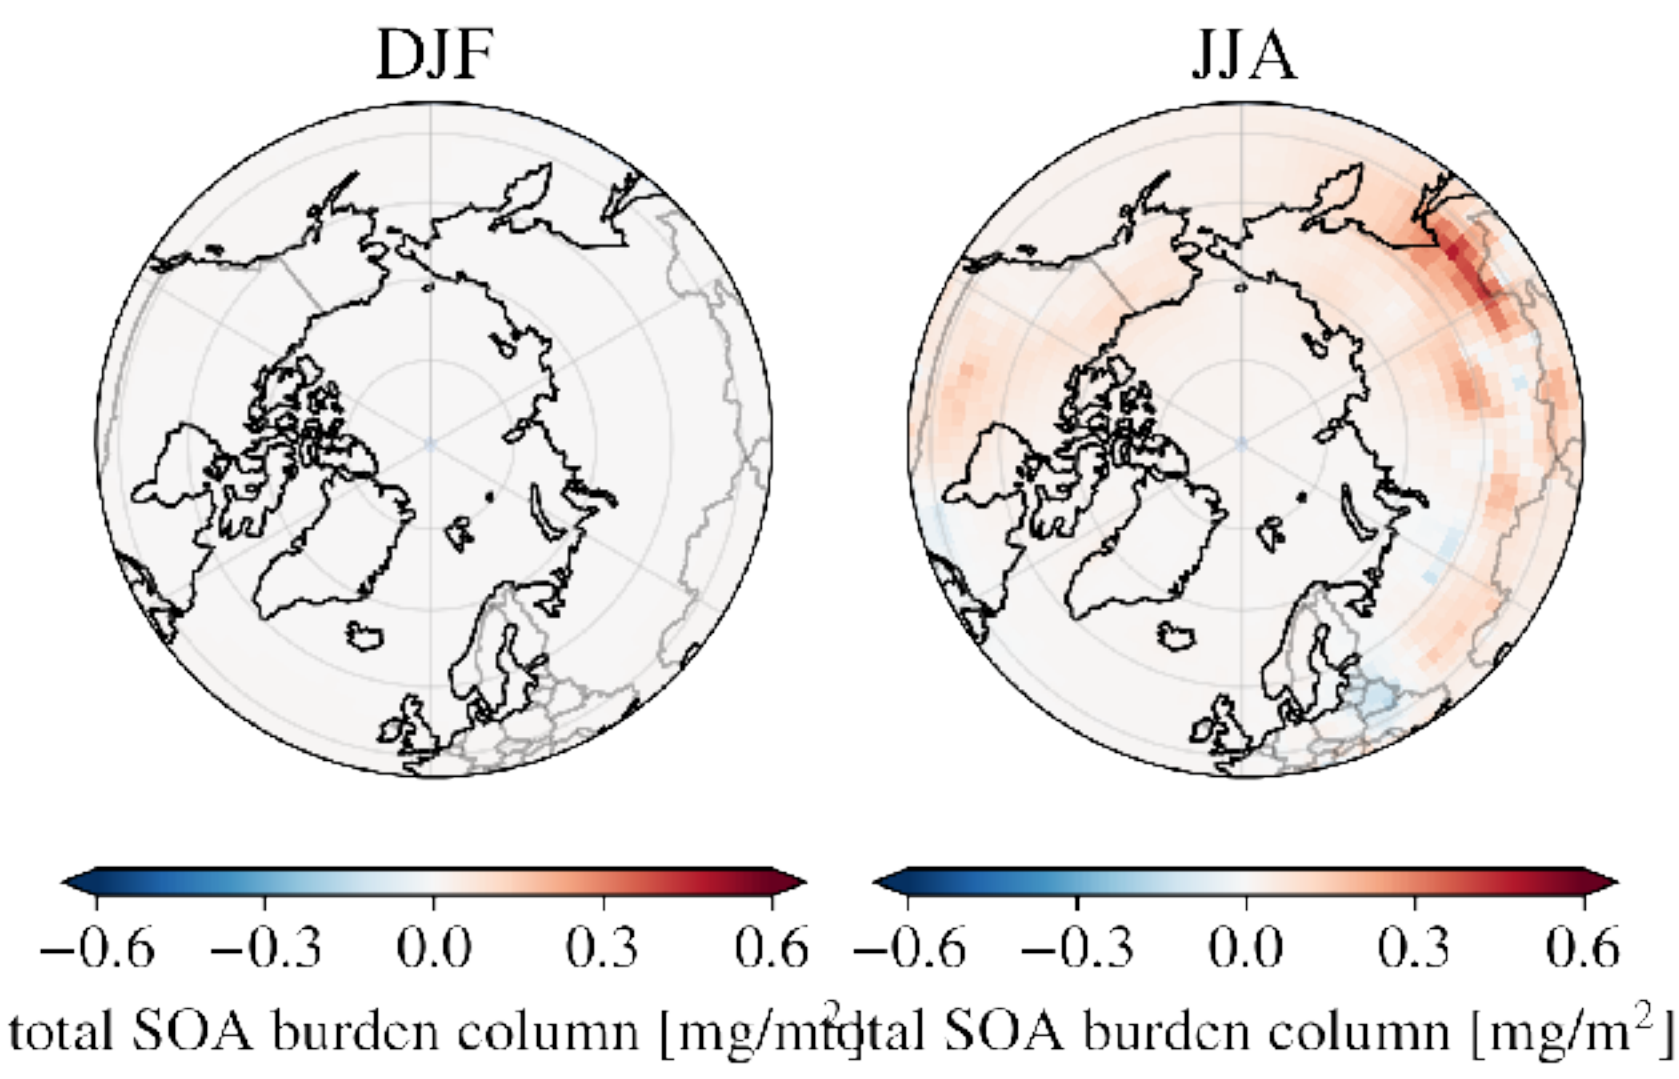 DJF JJA
−0.6 −0.3 0.0 0.3 0.6 −0.6 −0.3 0.0 0.3 0.6
total SOA burden column [mg/m²] total SOA burden column [mg/m²]